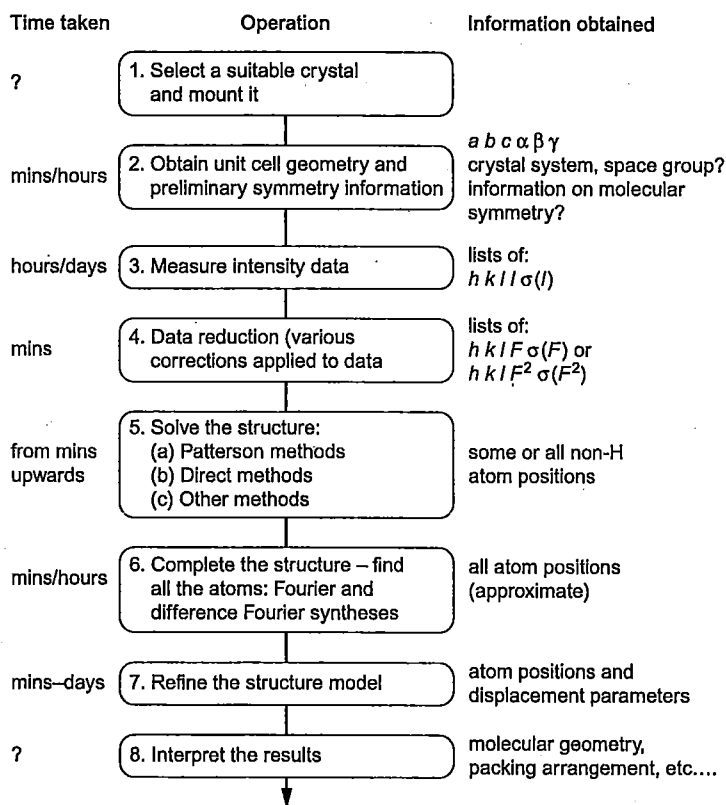 Time taken Operation Information obtained
?
1. Select a suitable crystal
and mount it
mins/hours
2. Obtain unit cell geometry and
preliminary symmetry information
a b c α β γ
crystal system, space group?
information on molecular
symmetry?
hours/days
3. Measure intensity data
lists of:
h k l I σ(I)
mins
4. Data reduction (various
corrections applied to data
lists of:
h k l F σ(F) or
h k l F² σ(F²)
from mins
upwards
5. Solve the structure:
(a) Patterson methods
(b) Direct methods
(c) Other methods
some or all non-H
atom positions
mins/hours
6. Complete the structure – find
all the atoms: Fourier and
difference Fourier syntheses
all atom positions
(approximate)
mins–days
7. Refine the structure model
atom positions and
displacement parameters
?
8. Interpret the results
molecular geometry,
packing arrangement, etc....